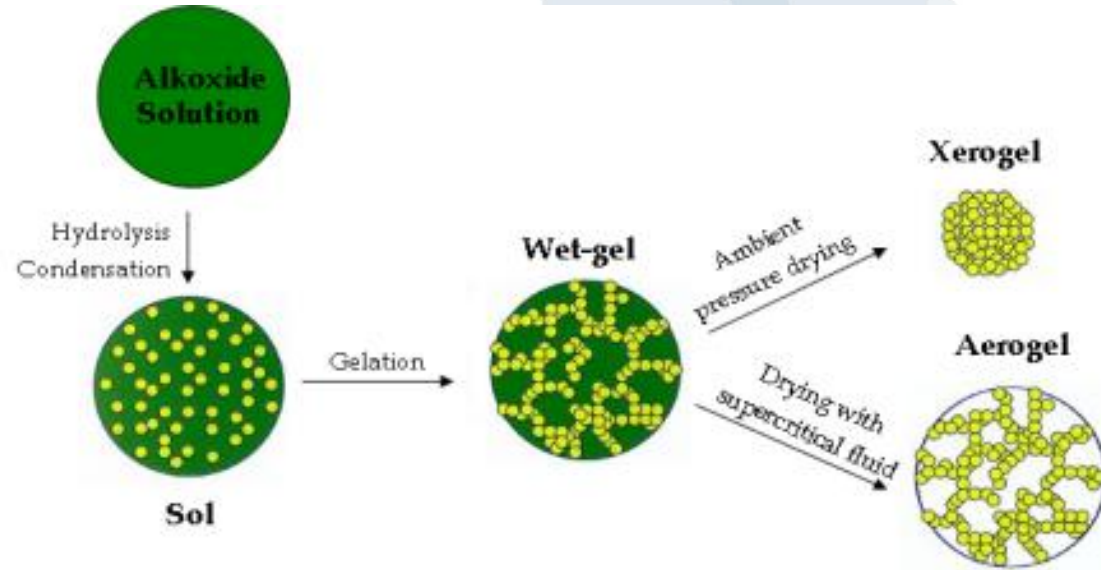 Alkoxide
Solution
Hydrolysis
Condensation
Sol
Gelation
Wet-gel
Ambient
pressure drying
Xerogel
Drying with
supercritical fluid
Aerogel